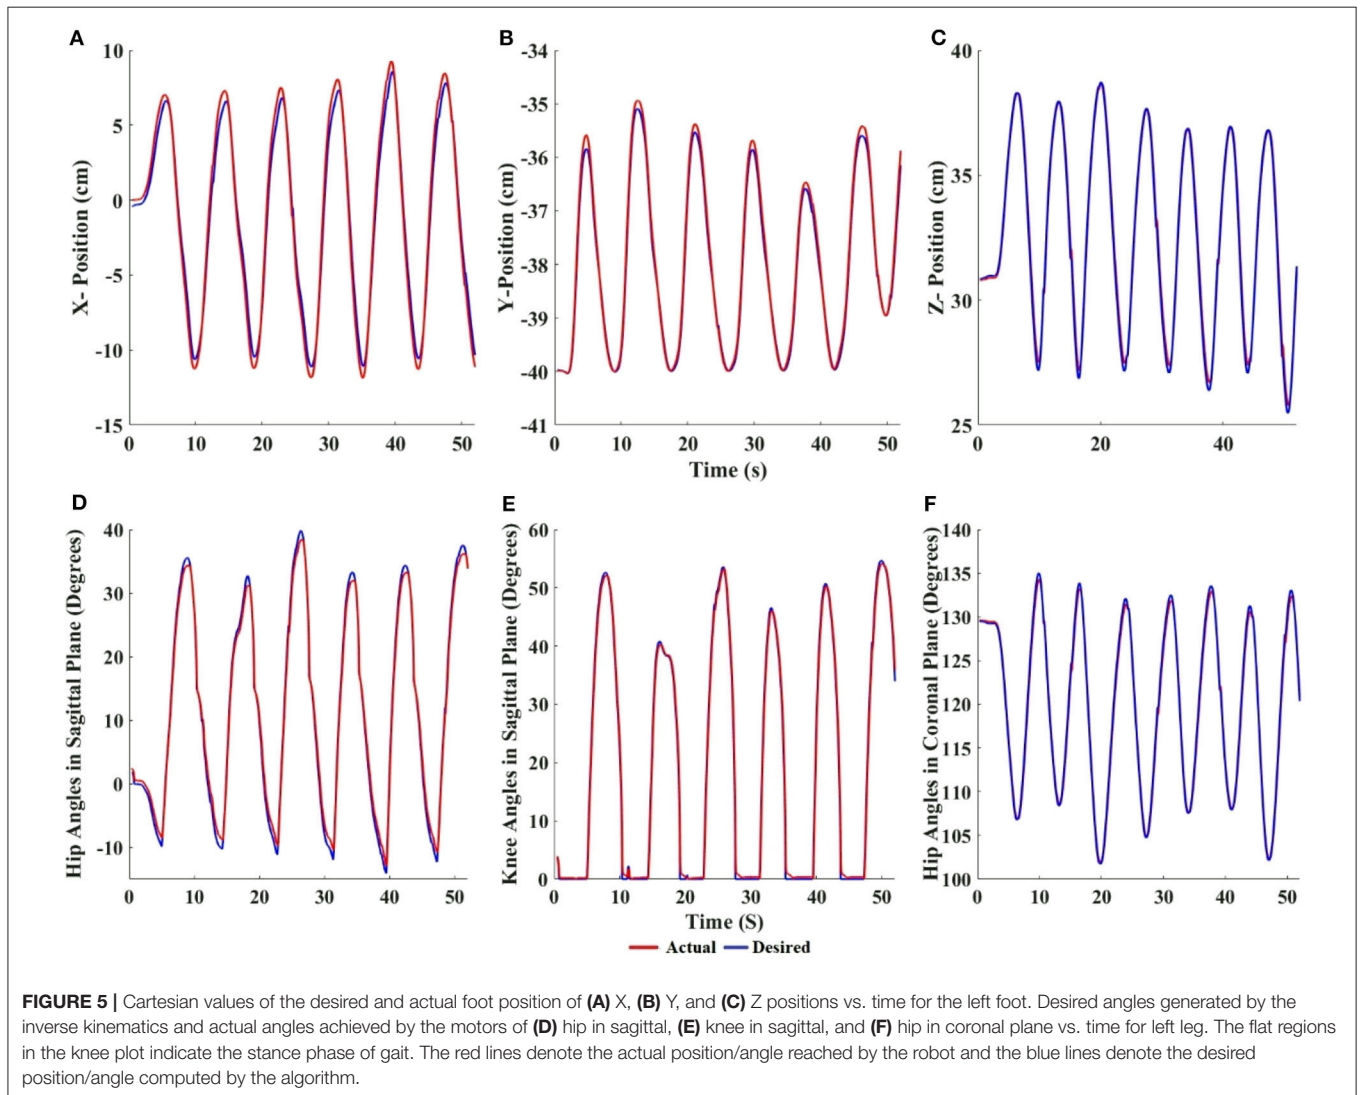 A
B
C
10
5
0
-5
-10
-15
X- Position (cm)
0 10 20 30 40 50
-34
-35
-36
-37
-38
-39
-40
-41
Y-Position (cm)
0 10 20 30 40 50
Time (s)
40
35
30
25
Z- Position (cm)
0 20 40
D
E
F
40
30
20
10
0
-10
Hip Angles in Sagittal Plane (Degrees)
0 10 20 30 40 50
60
50
40
30
20
10
0
Knee Angles in Sagittal Plane (Degrees)
0 10 20 30 40 50
Time (S)
140
135
130
125
120
115
110
105
100
Hip Angles in Coronal Plane (Degrees)
0 10 20 30 40 50
Actual Desired
FIGURE 5 | Cartesian values of the desired and actual foot position of (A) X, (B) Y, and (C) Z positions vs. time for the left foot. Desired angles generated by the
inverse kinematics and actual angles achieved by the motors of (D) hip in sagittal, (E) knee in sagittal, and (F) hip in coronal plane vs. time for left leg. The flat regions
in the knee plot indicate the stance phase of gait. The red lines denote the actual position/angle reached by the robot and the blue lines denote the desired
position/angle computed by the algorithm.